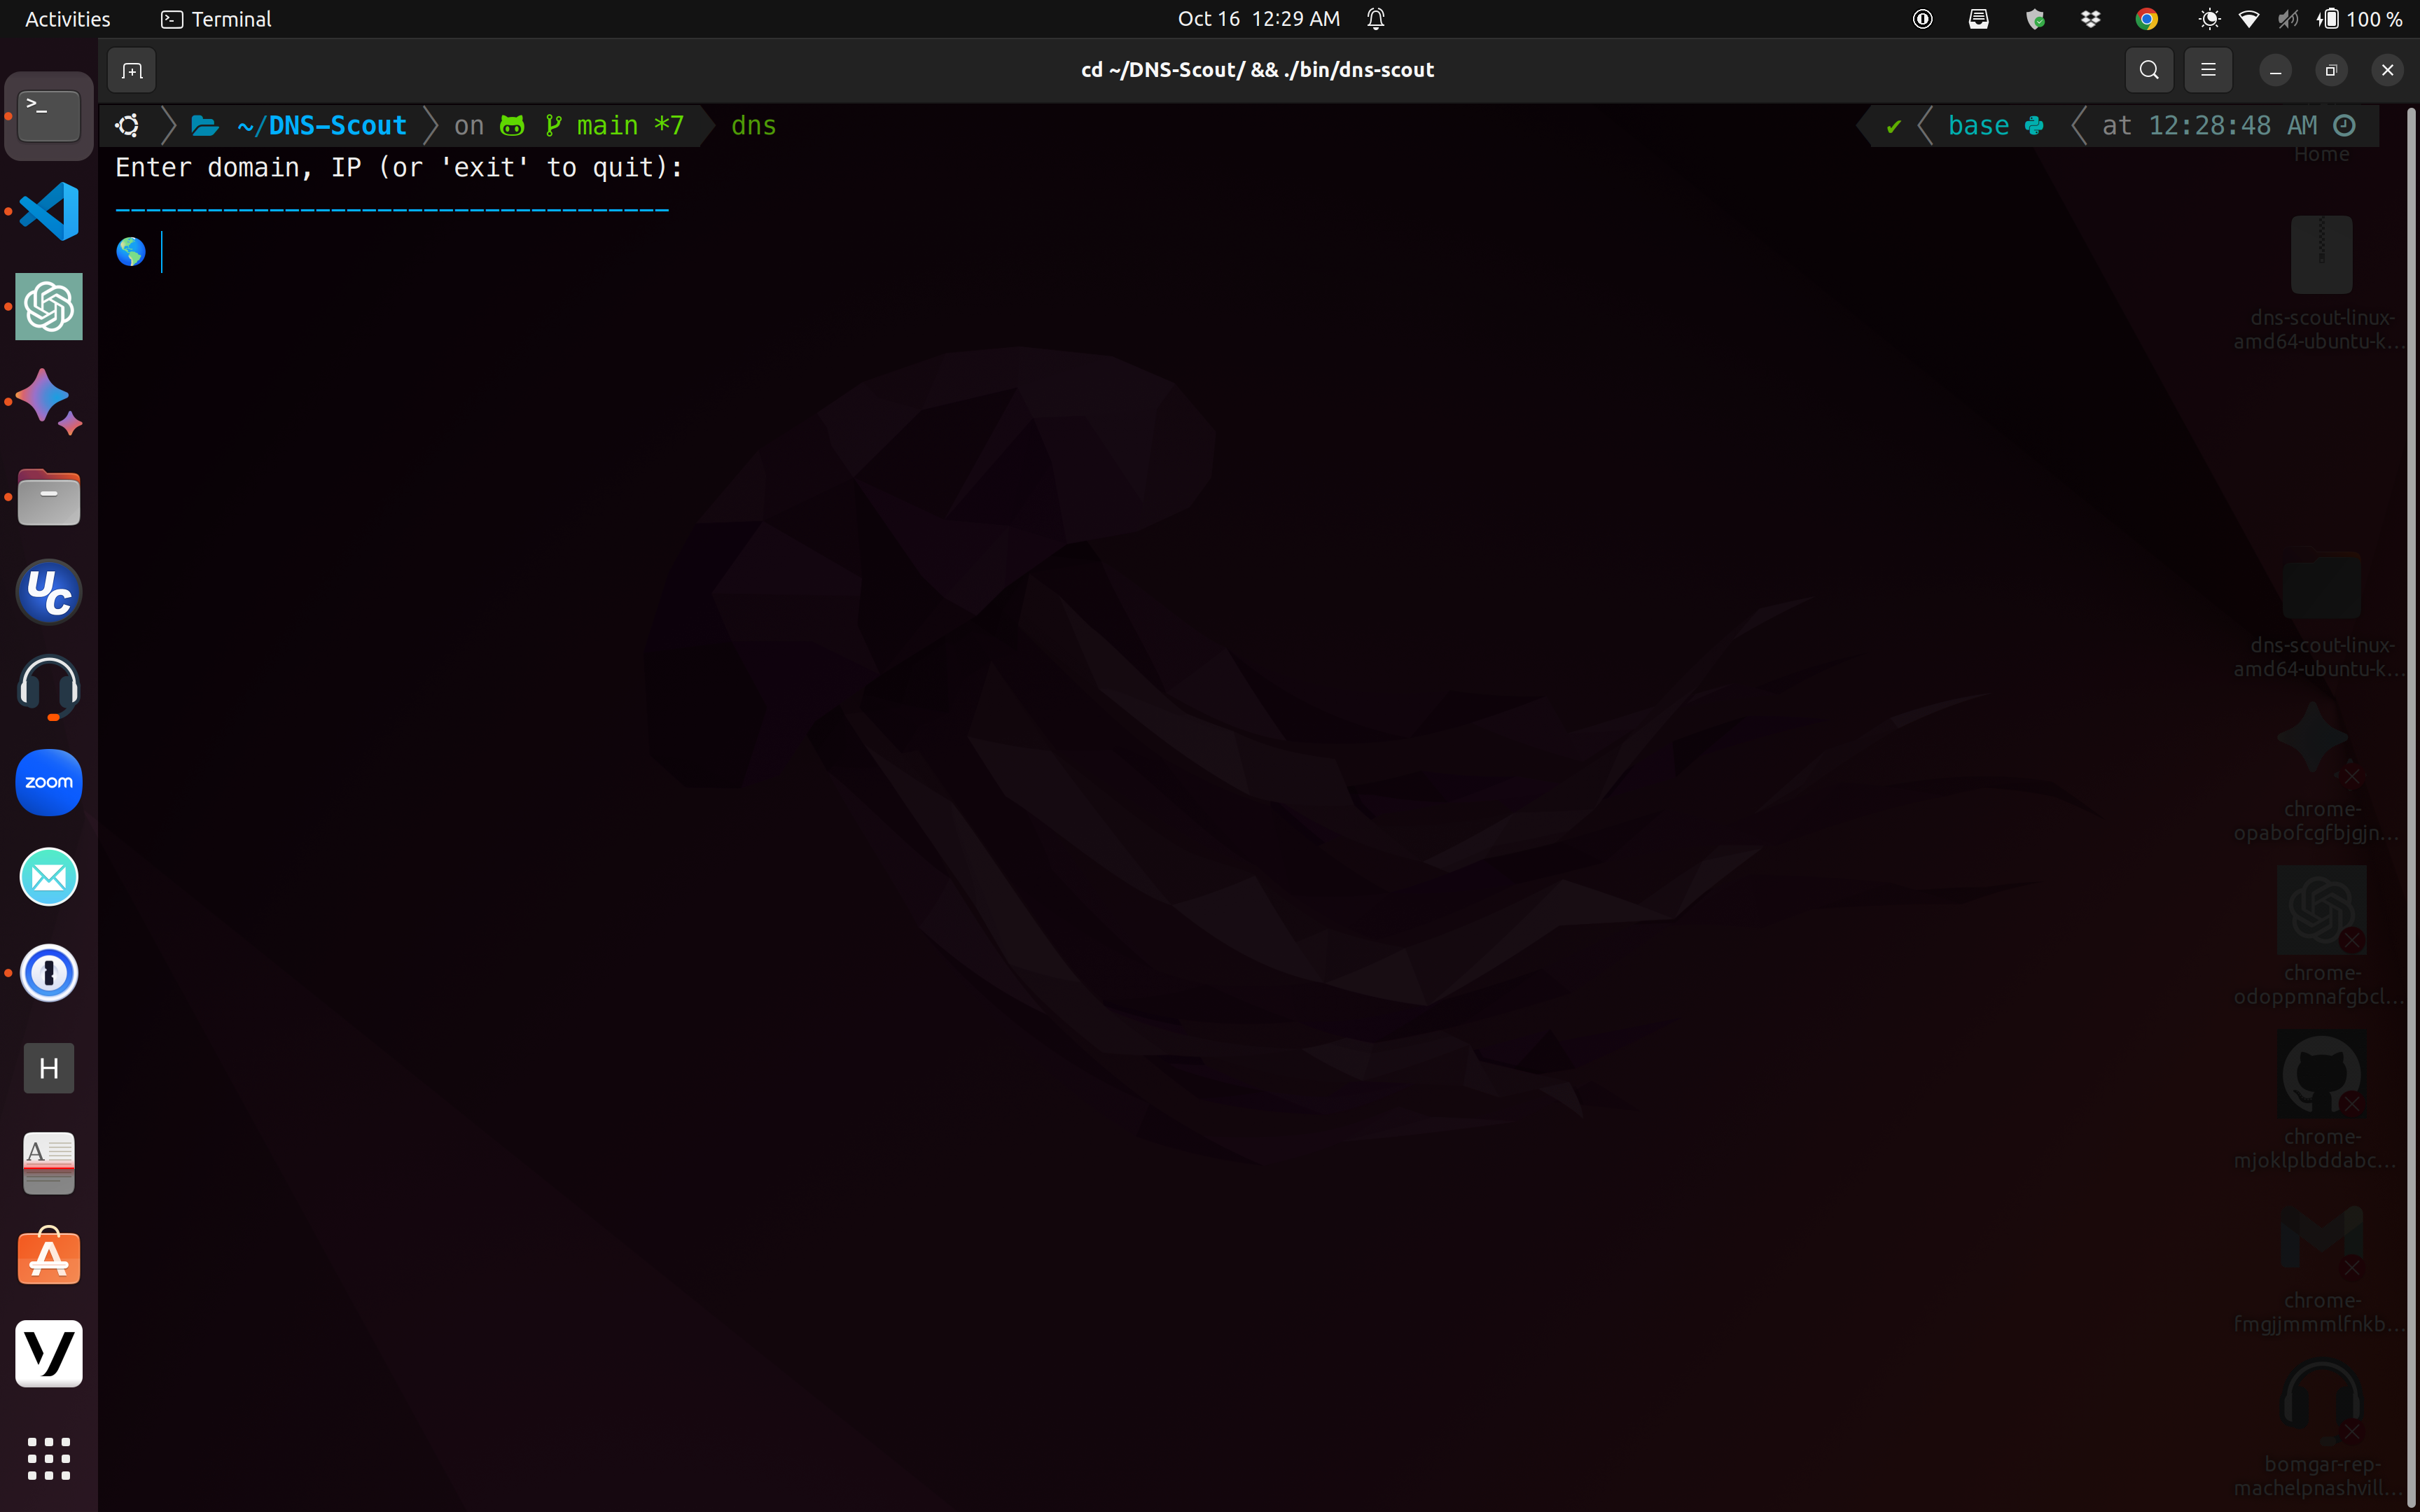 Activities Terminal Oct 16 12:29 AM 100 %
cd ~/DNS-Scout/ && ./bin/dns-scout
~/DNS-Scout on main *7 dns ✔ base at 12:28:48 AM
Enter domain, IP (or 'exit' to quit):
------------------------------------
Home
dns-scout-linux-
amd64-ubuntu-k...
dns-scout-linux-
amd64-ubuntu-k...
chrome-
opabofcgfbjgjn...
chrome-
odoppmnafgbcl...
chrome-
mjoklplbddabc...
chrome-
fmgjjmmmlfnkb...
bomgar-rep-
machelpnashvill...
>_
UC
zoom
H
A